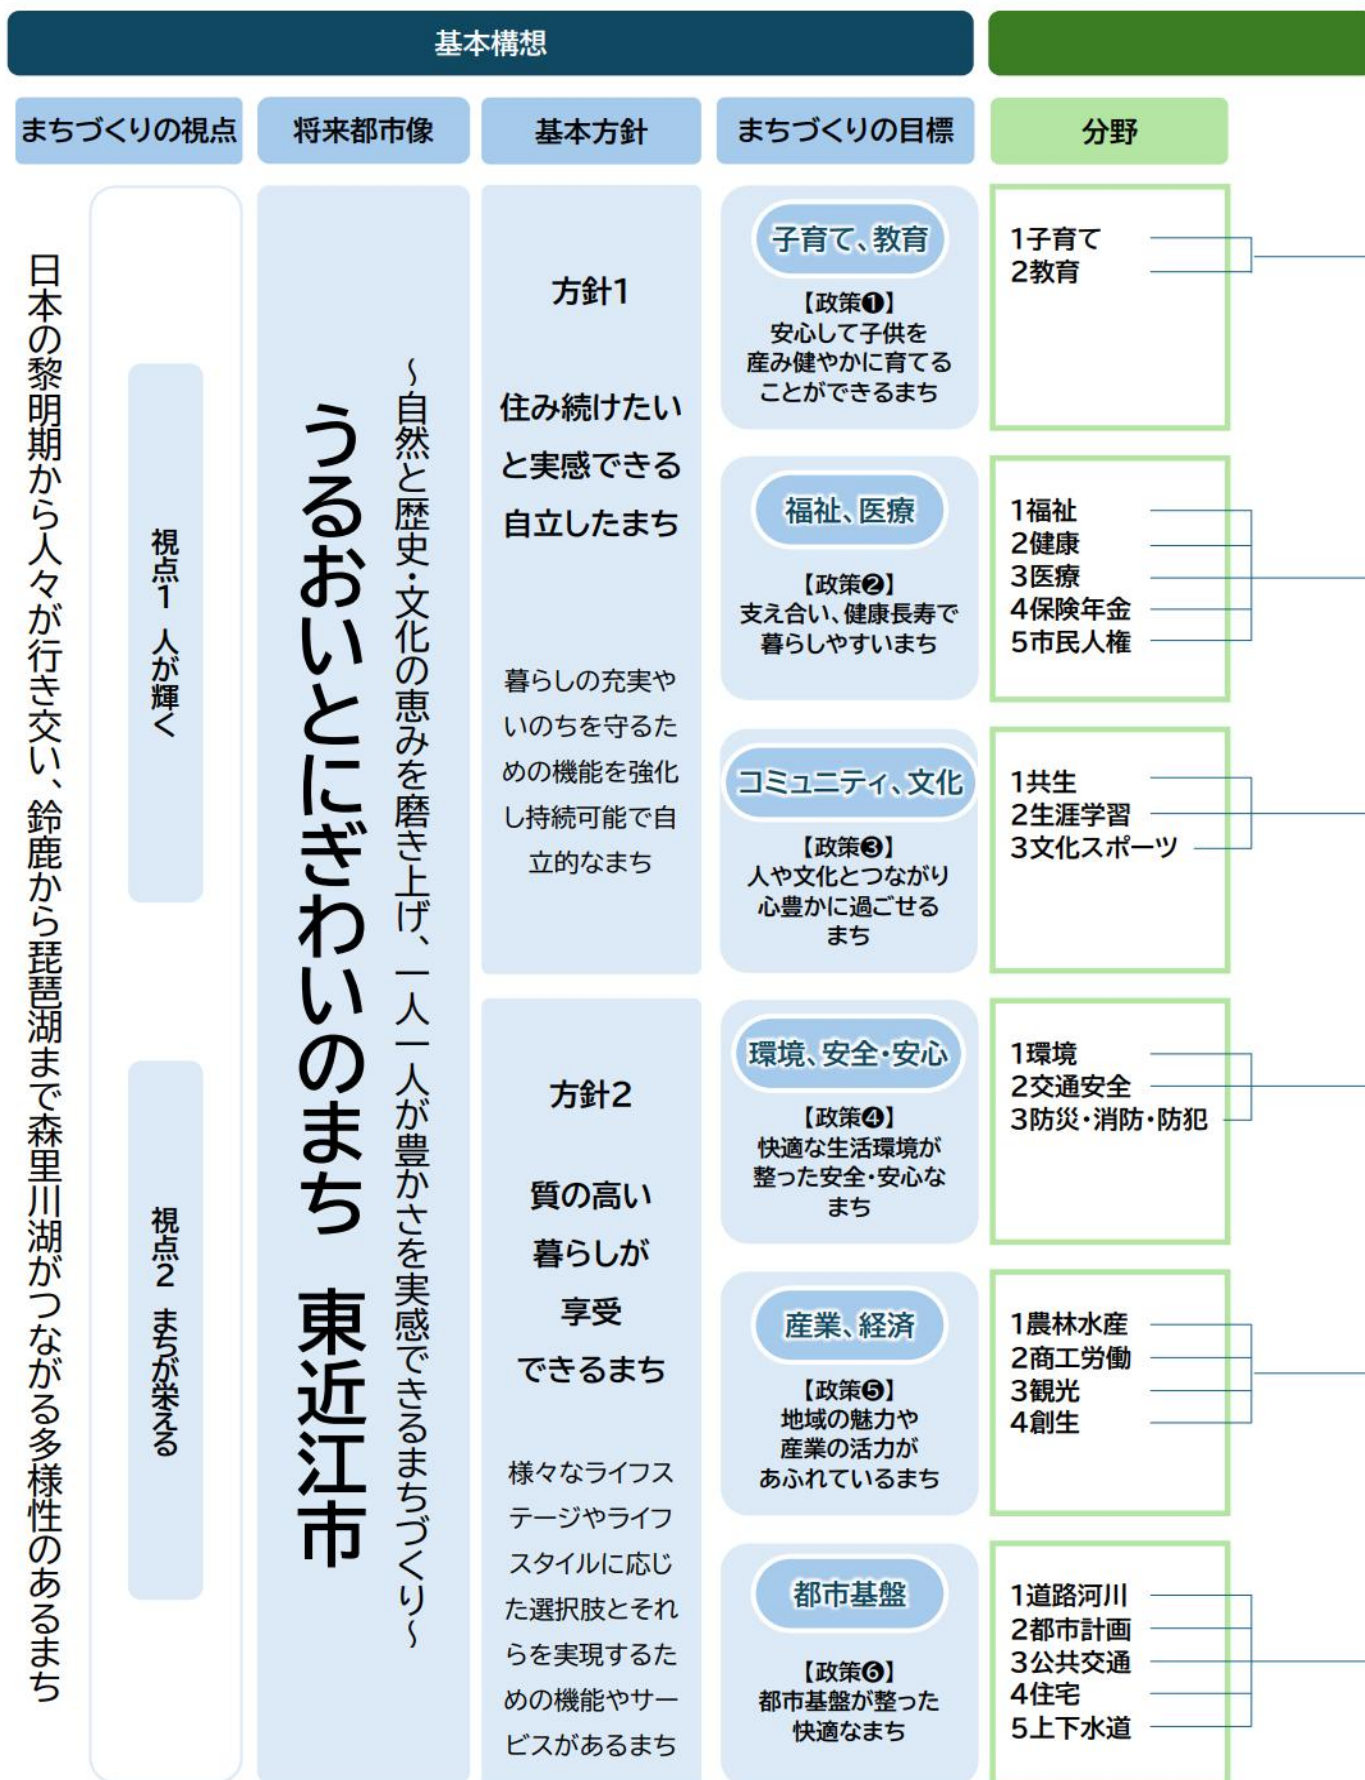 基本構想
まちづくりの視点
将来都市像
基本方針
まちづくりの目標
分野
日本の黎明期から人々が行き交い、鈴鹿から琵琶湖まで森里川湖がつながる多様性のあるまち
視点1 人が輝く
視点2 まちが栄える
うるおいとにぎわいのまち 東近江市
~自然と歴史・文化の恵みを磨き上げ、一人一人が豊かさを実感できるまちづくり~
方針1
住み続けたい
と実感できる
自立したまち
暮らしの充実や
いのちを守るた
めの機能を強化
し持続可能で自
立的なまち
方針2
質の高い
暮らしが
享受
できるまち
様々なライフス
テージやライフ
スタイルに応じ
た選択肢とそれ
らを実現するた
めの機能やサー
ビスがあるまち
子育て、教育
【政策❶】
安心して子供を
産み健やかに育てる
ことができるまち
1子育て
2教育
福祉、医療
【政策❷】
支え合い、健康長寿で
暮らしやすいまち
1福祉
2健康
3医療
4保険年金
5市民人権
コミュニティ、文化
【政策❸】
人や文化とつながり
心豊かに過ごせる
まち
1共生
2生涯学習
3文化スポーツ
環境、安全・安心
【政策❹】
快適な生活環境が
整った安全・安心な
まち
1環境
2交通安全
3防災・消防・防犯
産業、経済
【政策❺】
地域の魅力や
産業の活力が
あふれているまち
1農林水産
2商工労働
3観光
4創生
都市基盤
【政策❻】
都市基盤が整った
快適なまち
1道路河川
2都市計画
3公共交通
4住宅
5上下水道